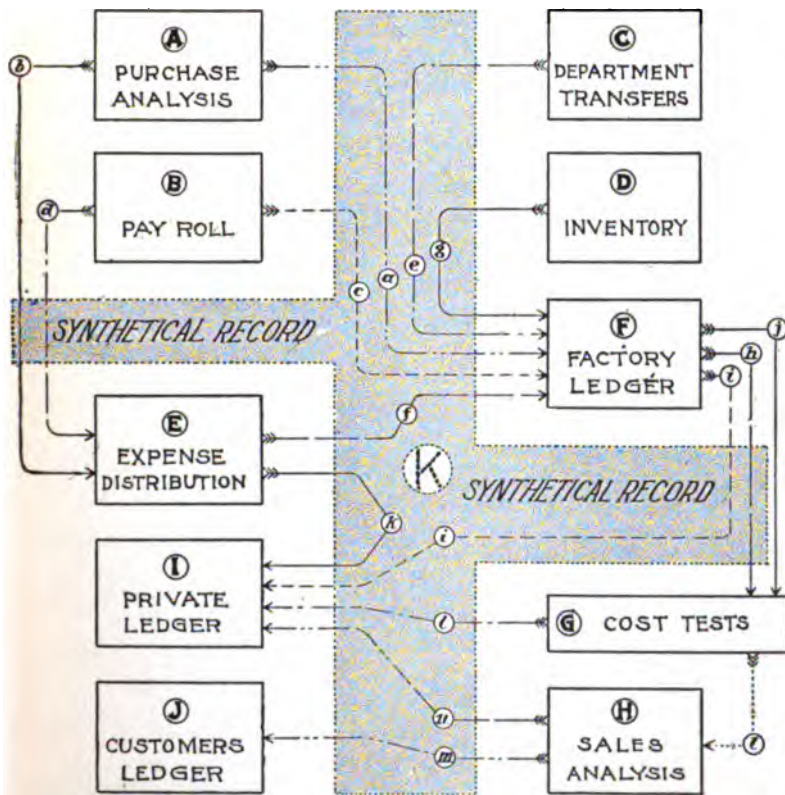 A
PURCHASE
ANALYSIS
b
C
DEPARTMENT
TRANSFERS
B
PAY ROLL
d
D
INVENTORY
g
e
a
c
SYNTHETICAL RECORD
F
FACTORY
LEDGER
j
h
i
E
EXPENSE
DISTRIBUTION
f
K
SYNTHETICAL RECORD
k
i
I
PRIVATE
LEDGER
l
G COST TESTS
J
CUSTOMERS
LEDGER
n
m
H
SALES
ANALYSIS
l